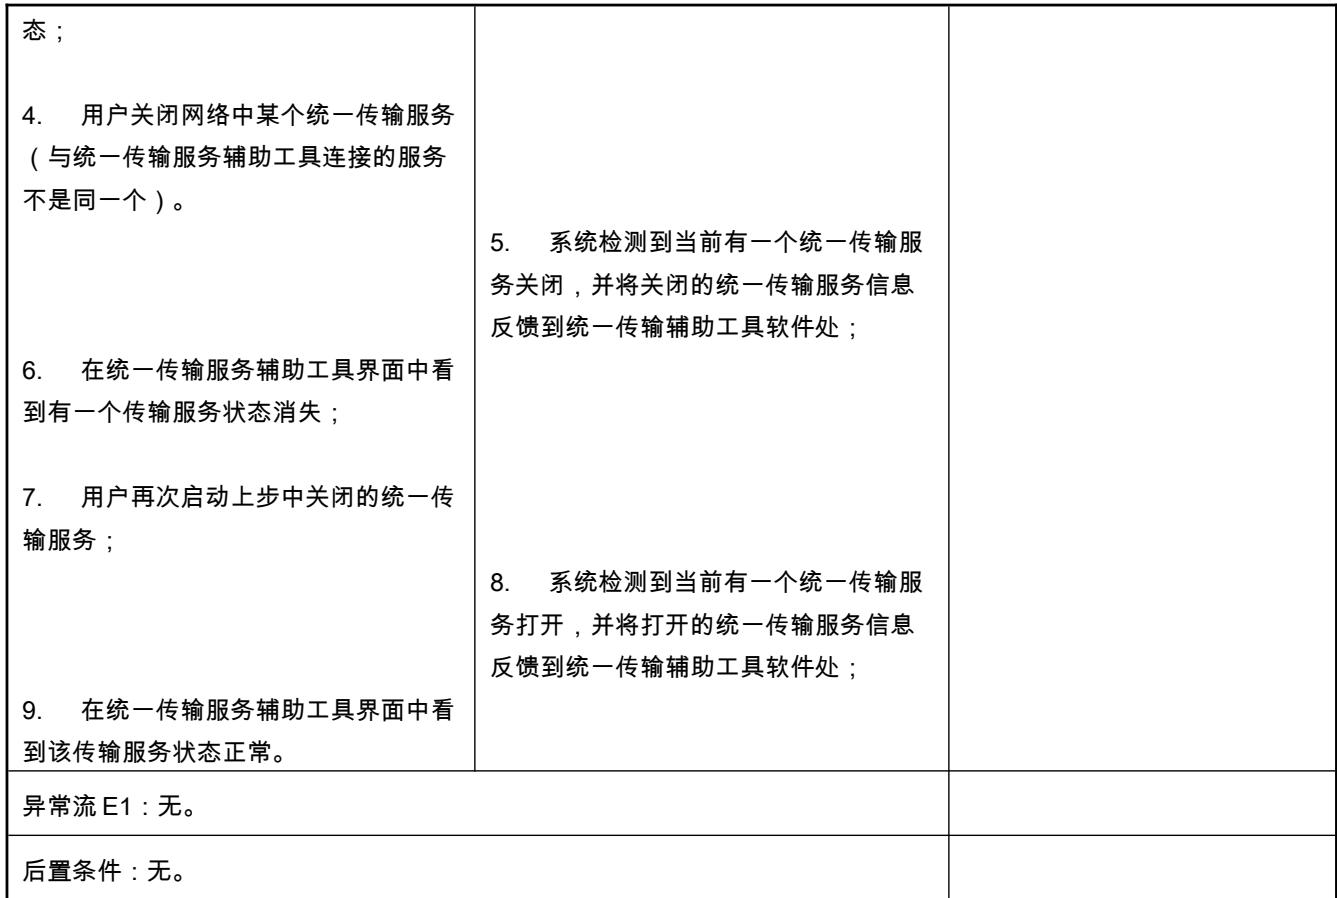 态；
4. 用户关闭网络中某个统一传输服务
（与统一传输服务辅助工具连接的服务
不是同一个）。
5. 系统检测到当前有一个统一传输服
务关闭，并将关闭的统一传输服务信息
反馈到统一传输辅助工具软件处；
6. 在统一传输服务辅助工具界面中看
到有一个传输服务状态消失；
7. 用户再次启动上步中关闭的统一传
输服务；
8. 系统检测到当前有一个统一传输服
务打开，并将打开的统一传输服务信息
反馈到统一传输辅助工具软件处；
9. 在统一传输服务辅助工具界面中看
到该传输服务状态正常。
异常流 E1：无。
后置条件：无。